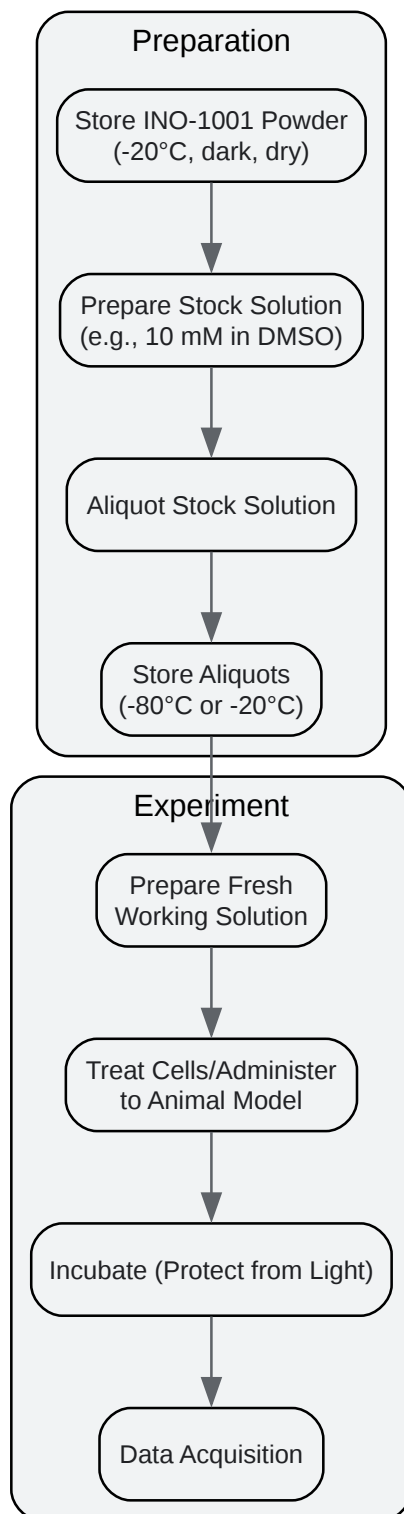 Preparation
Store INO-1001 Powder
(-20°C, dark, dry)
Prepare Stock Solution
(e.g., 10 mM in DMSO)
Aliquot Stock Solution
Store Aliquots
(-80°C or -20°C)
Experiment
Prepare Fresh
Working Solution
Treat Cells/Administer
to Animal Model
Incubate (Protect from Light)
Data Acquisition